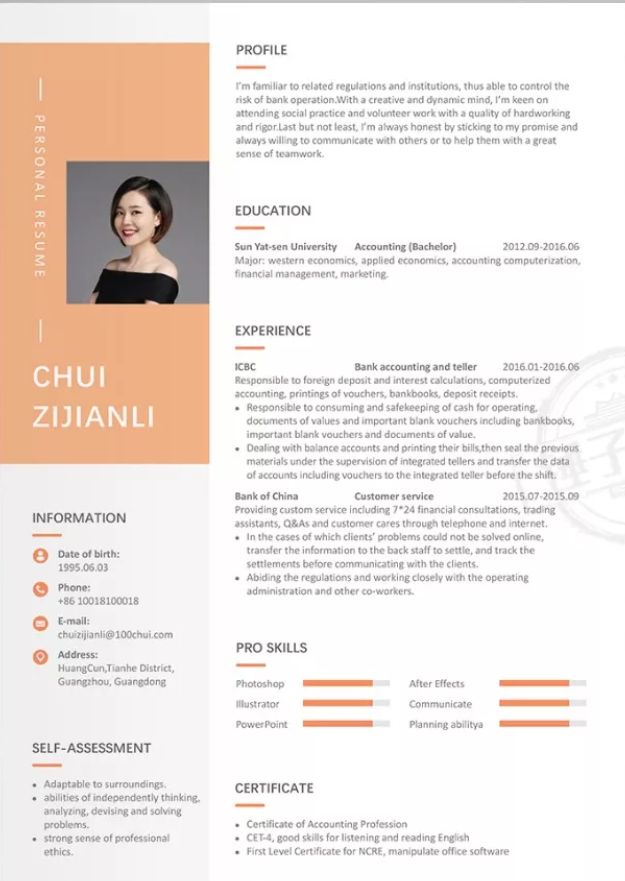 PERSONAL RESUME
CHUI
ZIJIANLI
INFORMATION
Date of birth:
1995.06.03
Phone:
+86 10018100018
E-mail:
chuizijianli@100chui.com
Address:
HuangCun,Tianhe District,
Guangzhou, Guangdong
SELF-ASSESSMENT
• Adaptable to surroundings.
• abilities of independently thinking,
analyzing, devising and solving
problems.
• strong sense of professional
ethics.
PROFILE
I'm familiar to related regulations and institutions, thus able to control the
risk of bank operation.With a creative and dynamic mind, I'm keen on
attending social practice and volunteer work with a quality of hardworking
and rigor.Last but not least, I'm always honest by sticking to my promise and
always willing to communicate with others or to help them with a great
sense of teamwork.
EDUCATION
Sun Yat-sen University Accounting (Bachelor) 2012.09-2016.06
Major: western economics, applied economics, accounting computerization,
financial management, marketing.
EXPERIENCE
ICBC Bank accounting and teller 2016.01-2016.06
Responsible to foreign deposit and interest calculations, computerized
accounting, printings of vouchers, bankbooks, deposit receipts.
• Responsible to consuming and safekeeping of cash for operating,
documents of values and important blank vouchers including bankbooks,
important blank vouchers and documents of value.
• Dealing with balance accounts and printing their bills,then seal the previous
materials under the supervision of integrated tellers and transfer the data
of accounts including vouchers to the integrated teller before the shift.
Bank of China Customer service 2015.07-2015.09
Providing custom service including 7*24 financial consultations, trading
assistants, Q&As and customer cares through telephone and internet.
• In the cases of which clients' problems could not be solved online,
transfer the information to the back staff to settle, and track the
settlements before communicating with the clients.
• Abiding the regulations and working closely with the operating
administration and other co-workers.
PRO SKILLS
Photoshop After Effects
Illustrator Communicate
PowerPoint Planning abilitya
CERTIFICATE
• Certificate of Accounting Profession
• CET-4, good skills for listening and reading English
• First Level Certificate for NCRE, manipulate office software